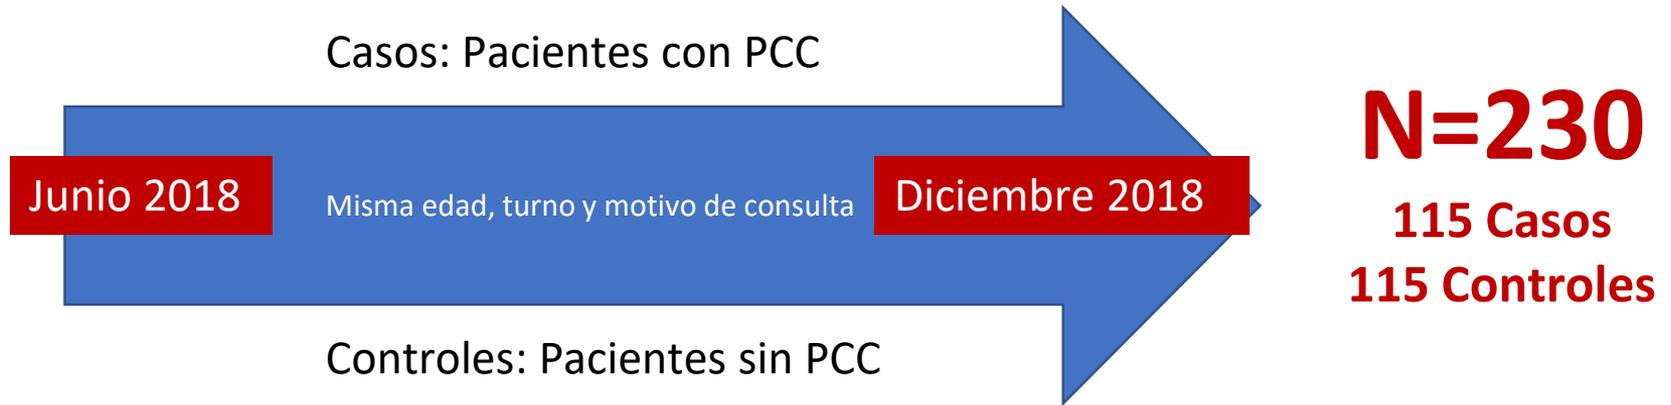 Casos: Pacientes con PCC
Junio 2018
Misma edad, turno y motivo de consulta
Diciembre 2018
Controles: Pacientes sin PCC
N=230
115 Casos
115 Controles